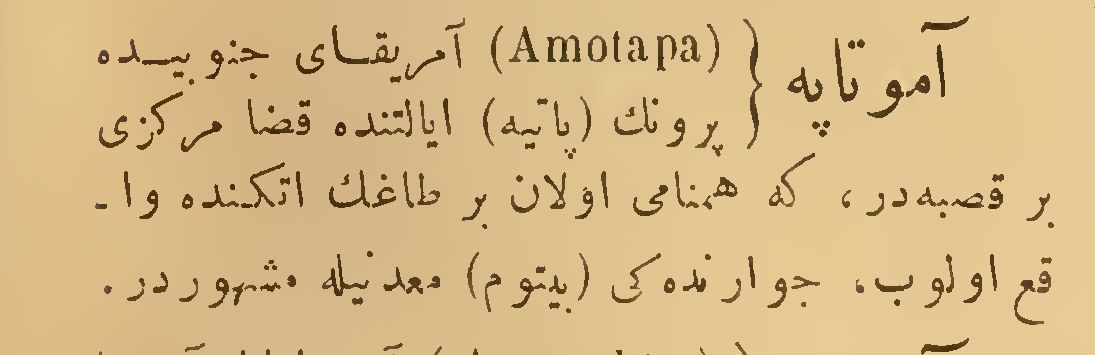 آموتاپه { (Amotapa) آمریقای جنوبیده
پرونك (پاتیه) ایالتنده قضا مرکزی
بر قصبه‌در، که همنامی اولان بر طاغك اتکنده وا-
قع اولوب، جوارنده‌کی (بیتوم) معدنیله مشهوردر.